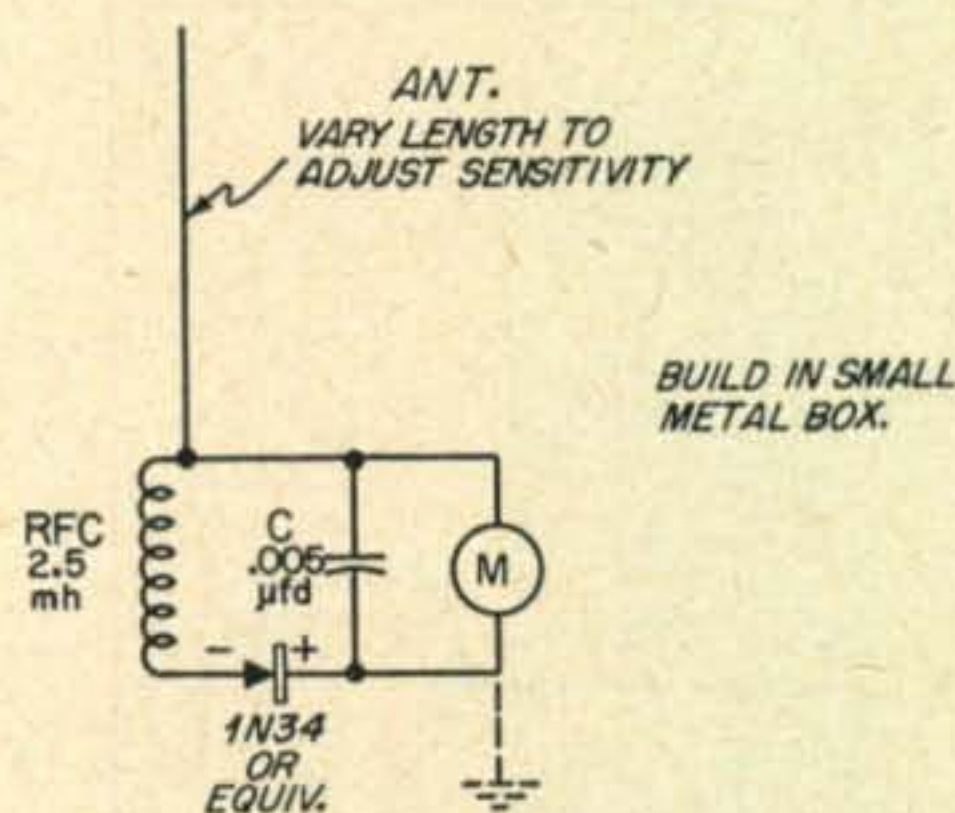 ANT.
VARY LENGTH TO
ADJUST SENSITIVITY
BUILD IN SMALL
METAL BOX.
RFC
2.5
mh
C
.005
µfd
M
- +
1N34
OR
EQUIV.